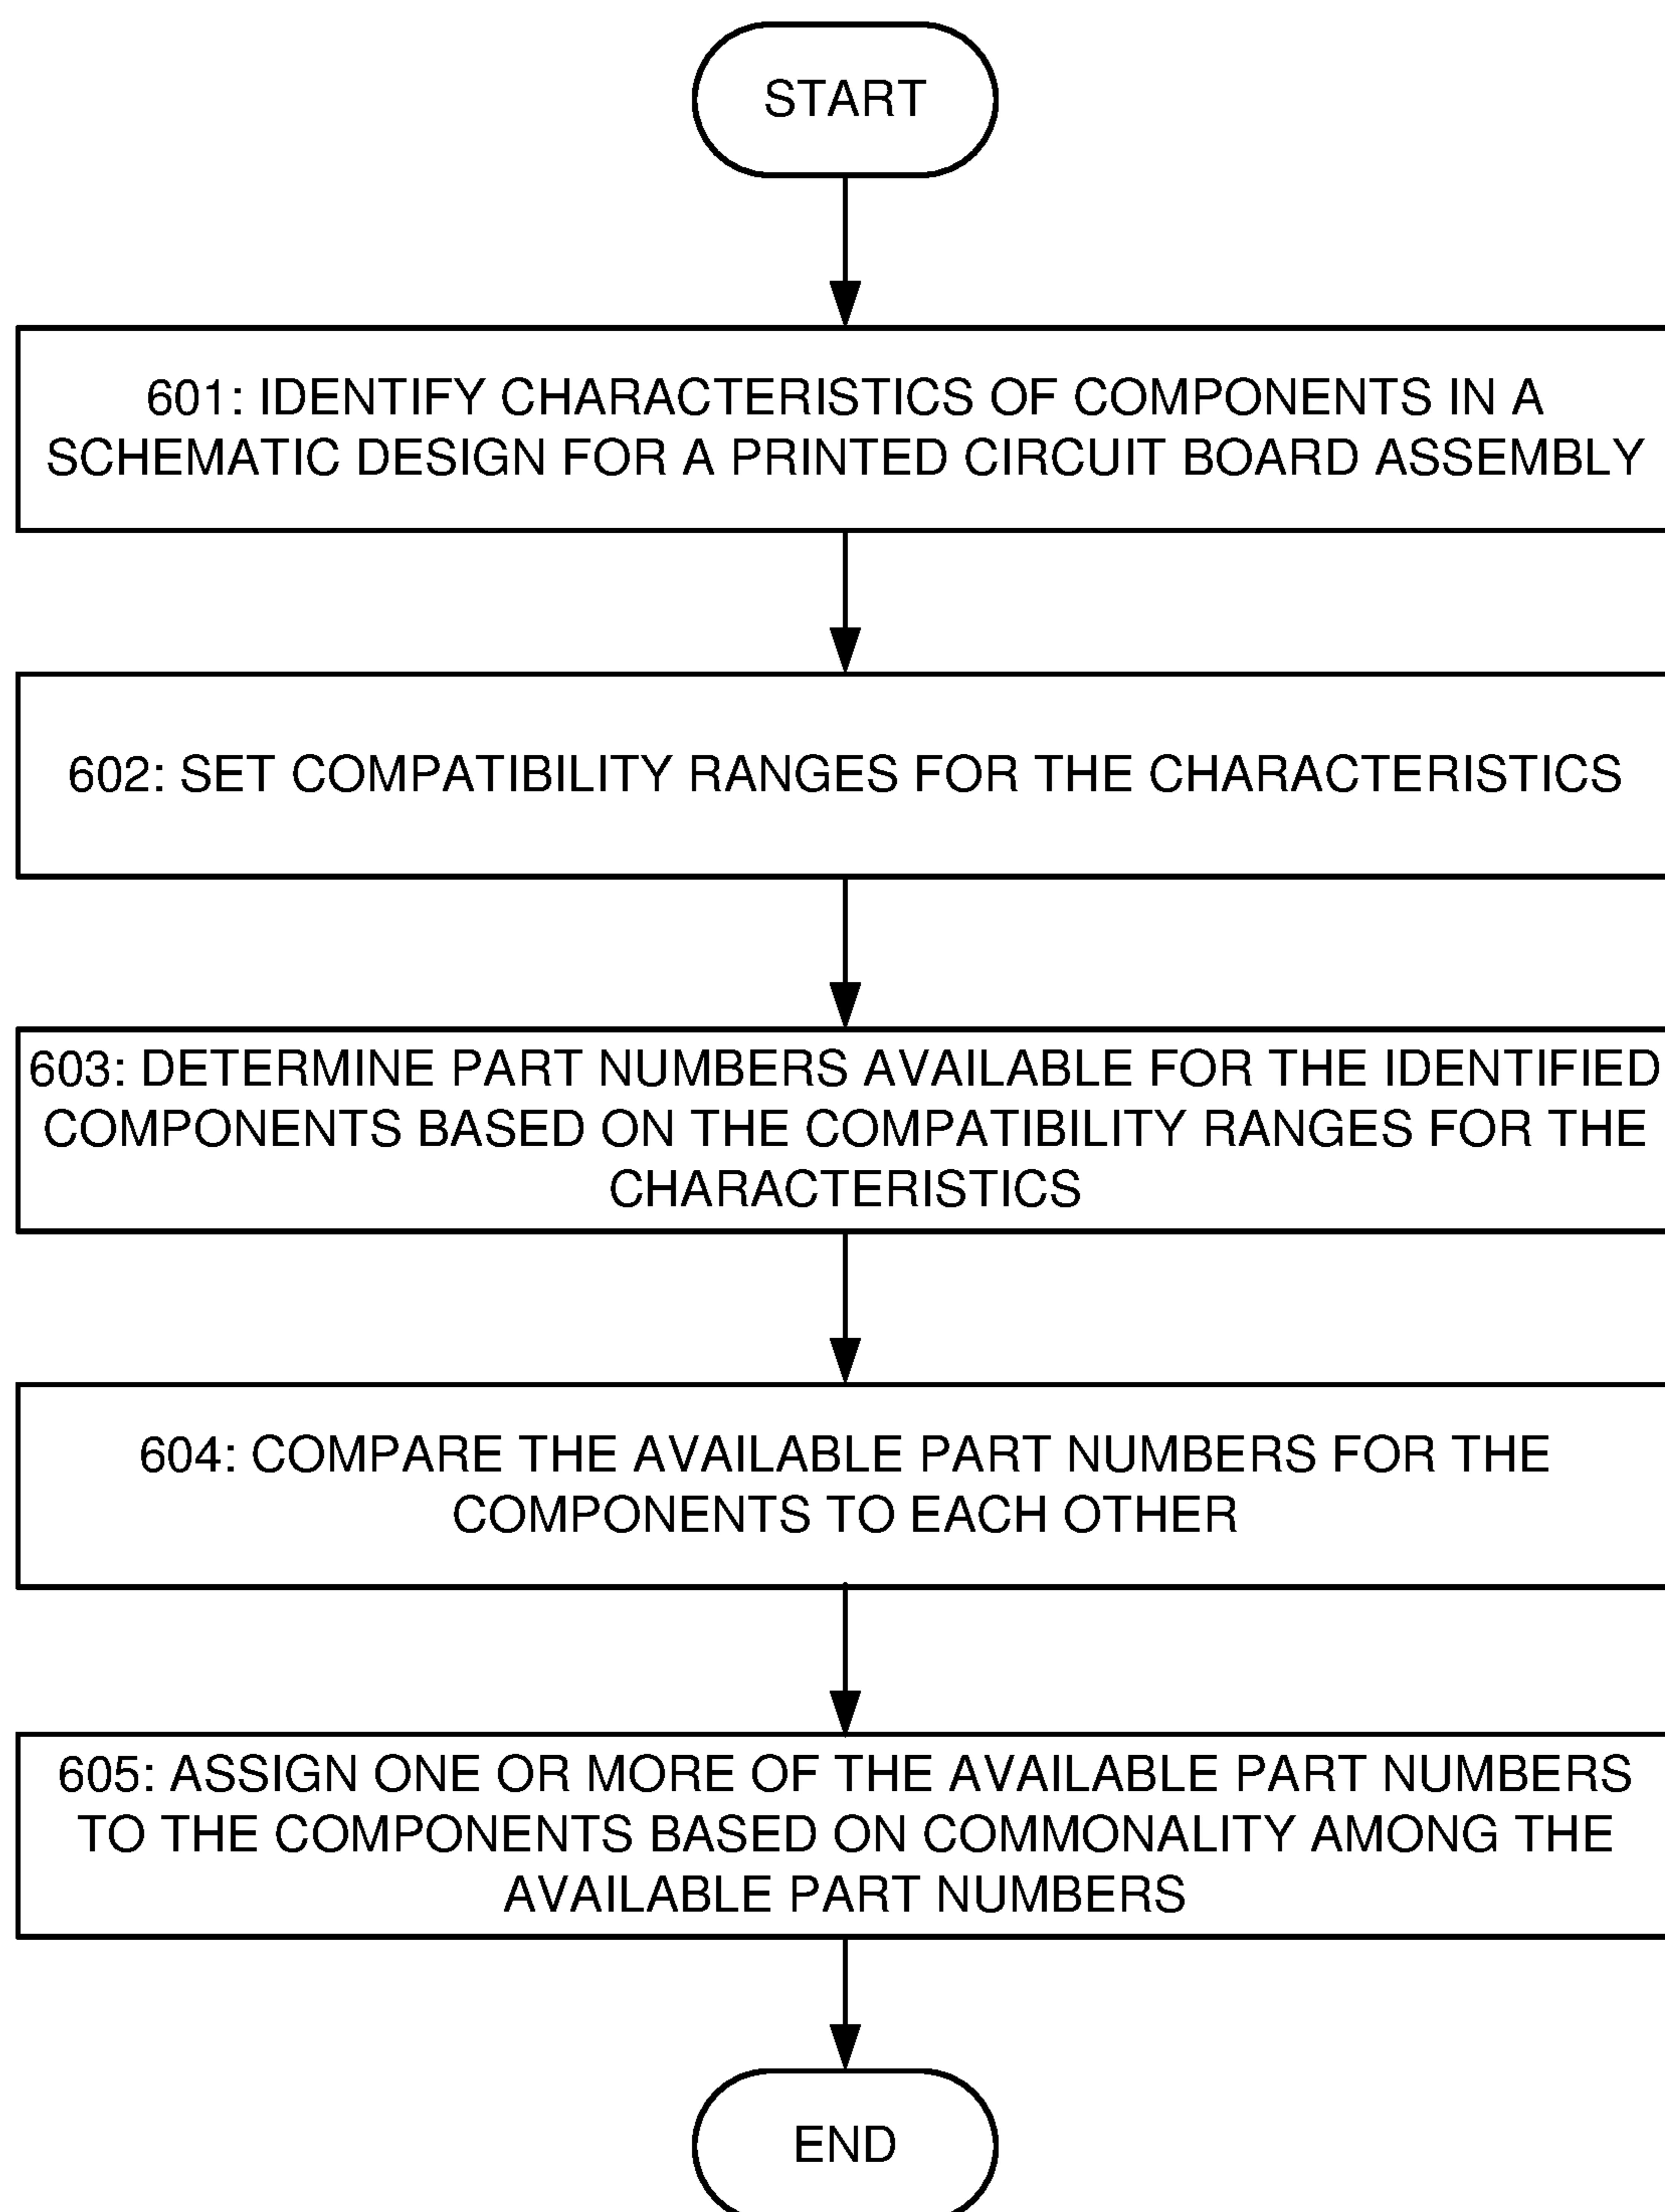 START
601: IDENTIFY CHARACTERISTICS OF COMPONENTS IN A
SCHEMATIC DESIGN FOR A PRINTED CIRCUIT BOARD ASSEMBLY
602: SET COMPATIBILITY RANGES FOR THE CHARACTERISTICS
603: DETERMINE PART NUMBERS AVAILABLE FOR THE IDENTIFIED
COMPONENTS BASED ON THE COMPATIBILITY RANGES FOR THE
CHARACTERISTICS
604: COMPARE THE AVAILABLE PART NUMBERS FOR THE
COMPONENTS TO EACH OTHER
605: ASSIGN ONE OR MORE OF THE AVAILABLE PART NUMBERS
TO THE COMPONENTS BASED ON COMMONALITY AMONG THE
AVAILABLE PART NUMBERS
END